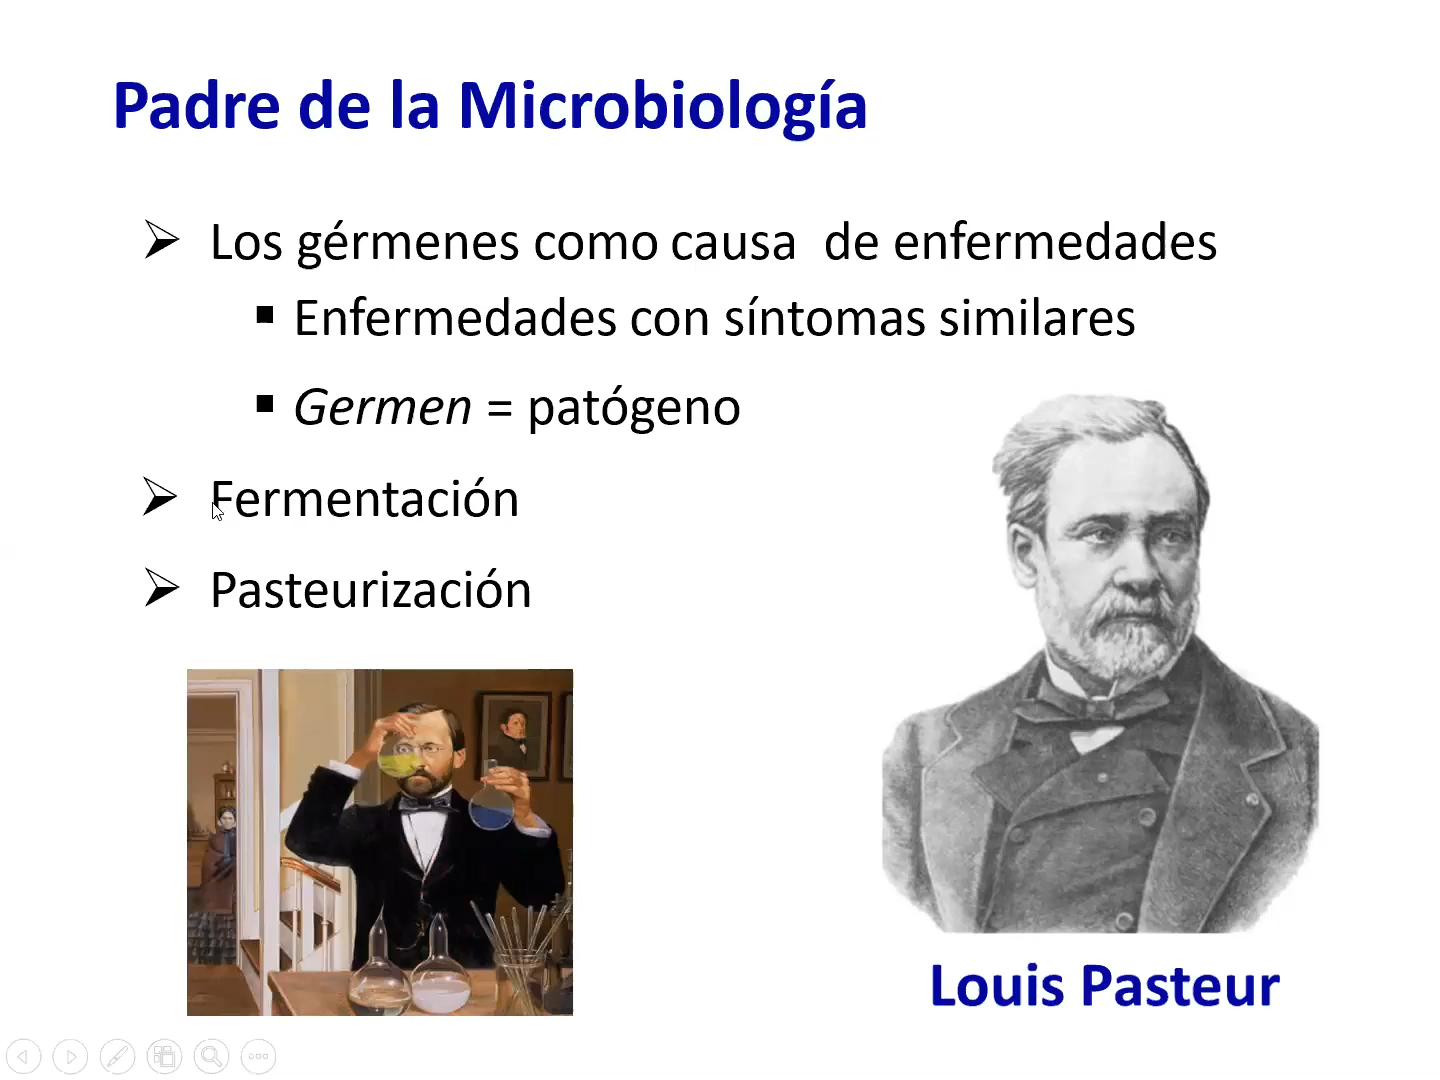 Padre de la Microbiología
Los gérmenes como causa de enfermedades
Enfermedades con síntomas similares
Germen = patógeno
Fermentación
Pasteurización
Louis Pasteur